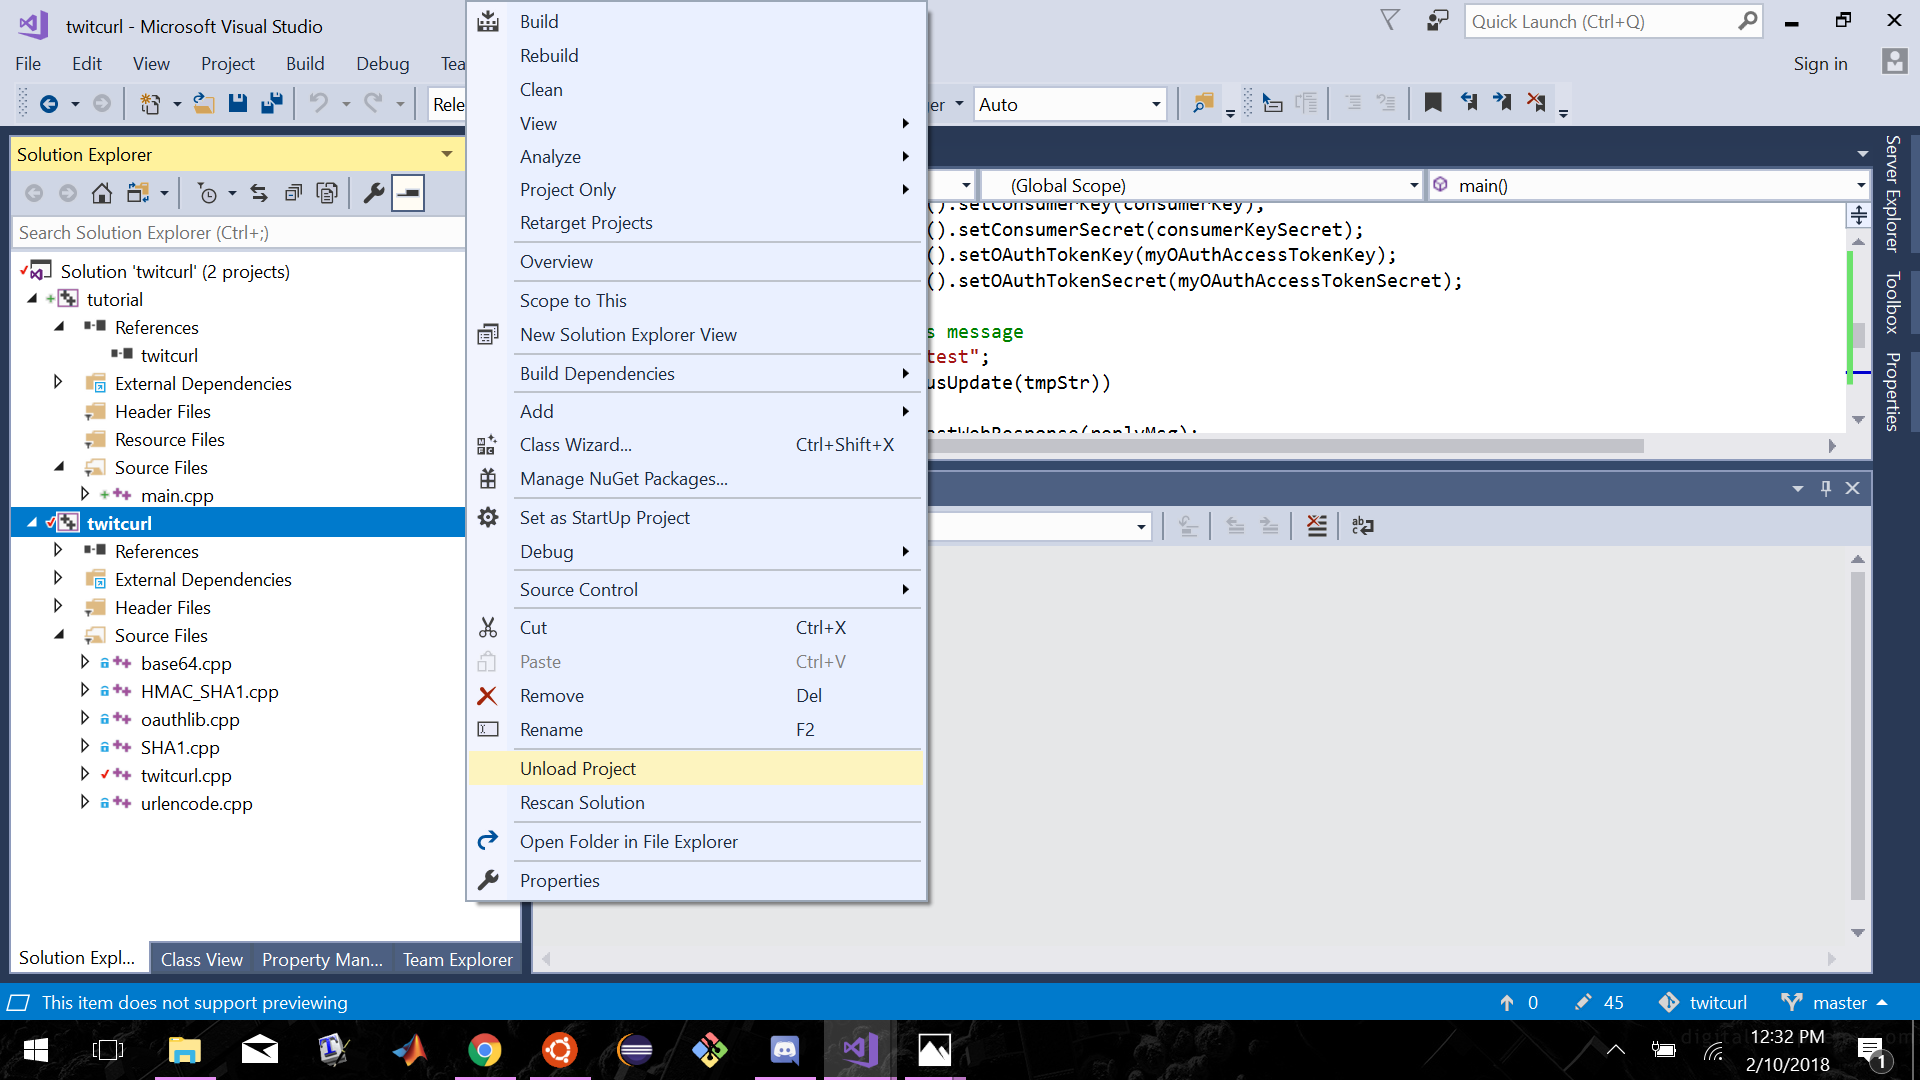 twitcurl - Microsoft Visual Studio
Quick Launch (Ctrl+Q)
File Edit View Project Build Debug Tea
Sign in
Rele
er Auto
Build
Rebuild
Clean
View
Analyze
Project Only
Retarget Projects
Overview
Scope to This
New Solution Explorer View
Build Dependencies
Add
Class Wizard... Ctrl+Shift+X
Manage NuGet Packages...
Set as StartUp Project
Debug
Source Control
Cut Ctrl+X
Paste Ctrl+V
Remove Del
Rename F2
Unload Project
Rescan Solution
Open Folder in File Explorer
Properties
Solution Explorer
Search Solution Explorer (Ctrl+;)
Solution 'twitcurl' (2 projects)
tutorial
References
twitcurl
External Dependencies
Header Files
Resource Files
Source Files
main.cpp
twitcurl
References
External Dependencies
Header Files
Source Files
base64.cpp
HMAC_SHA1.cpp
oauthlib.cpp
SHA1.cpp
twitcurl.cpp
urlencode.cpp
Solution Expl... Class View Property Man... Team Explorer
(Global Scope) main()
().setConsumerKey(consumerKey);
().setConsumerSecret(consumerKeySecret);
().setOAuthTokenKey(myOAuthAccessTokenKey);
().setOAuthTokenSecret(myOAuthAccessTokenSecret);
s message
test";
usUpdate(tmpStr))
astWebResponse(replyMsg);
Server Explorer
Toolbox
Properties
This item does not support previewing
0 45 twitcurl master
12:32 PM
2/10/2018
1